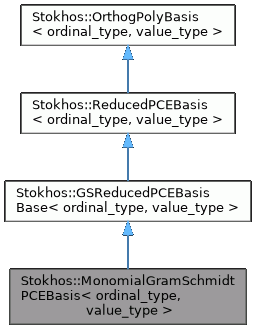 Stokhos::OrthogPolyBasis
< ordinal_type, value_type >
Stokhos::ReducedPCEBasis
< ordinal_type, value_type >
Stokhos::GSReducedPCEBasis
Base< ordinal_type, value_type >
Stokhos::MonomialGramSchmidt
PCEBasis< ordinal_type,
value_type >